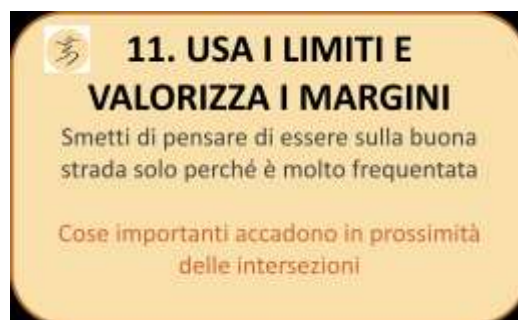 11. USA I LIMITI E
VALORIZZA I MARGINI
Smetti di pensare di essere sulla buona
strada solo perché è molto frequentata
Cose importanti accadono in prossimità
delle intersezioni